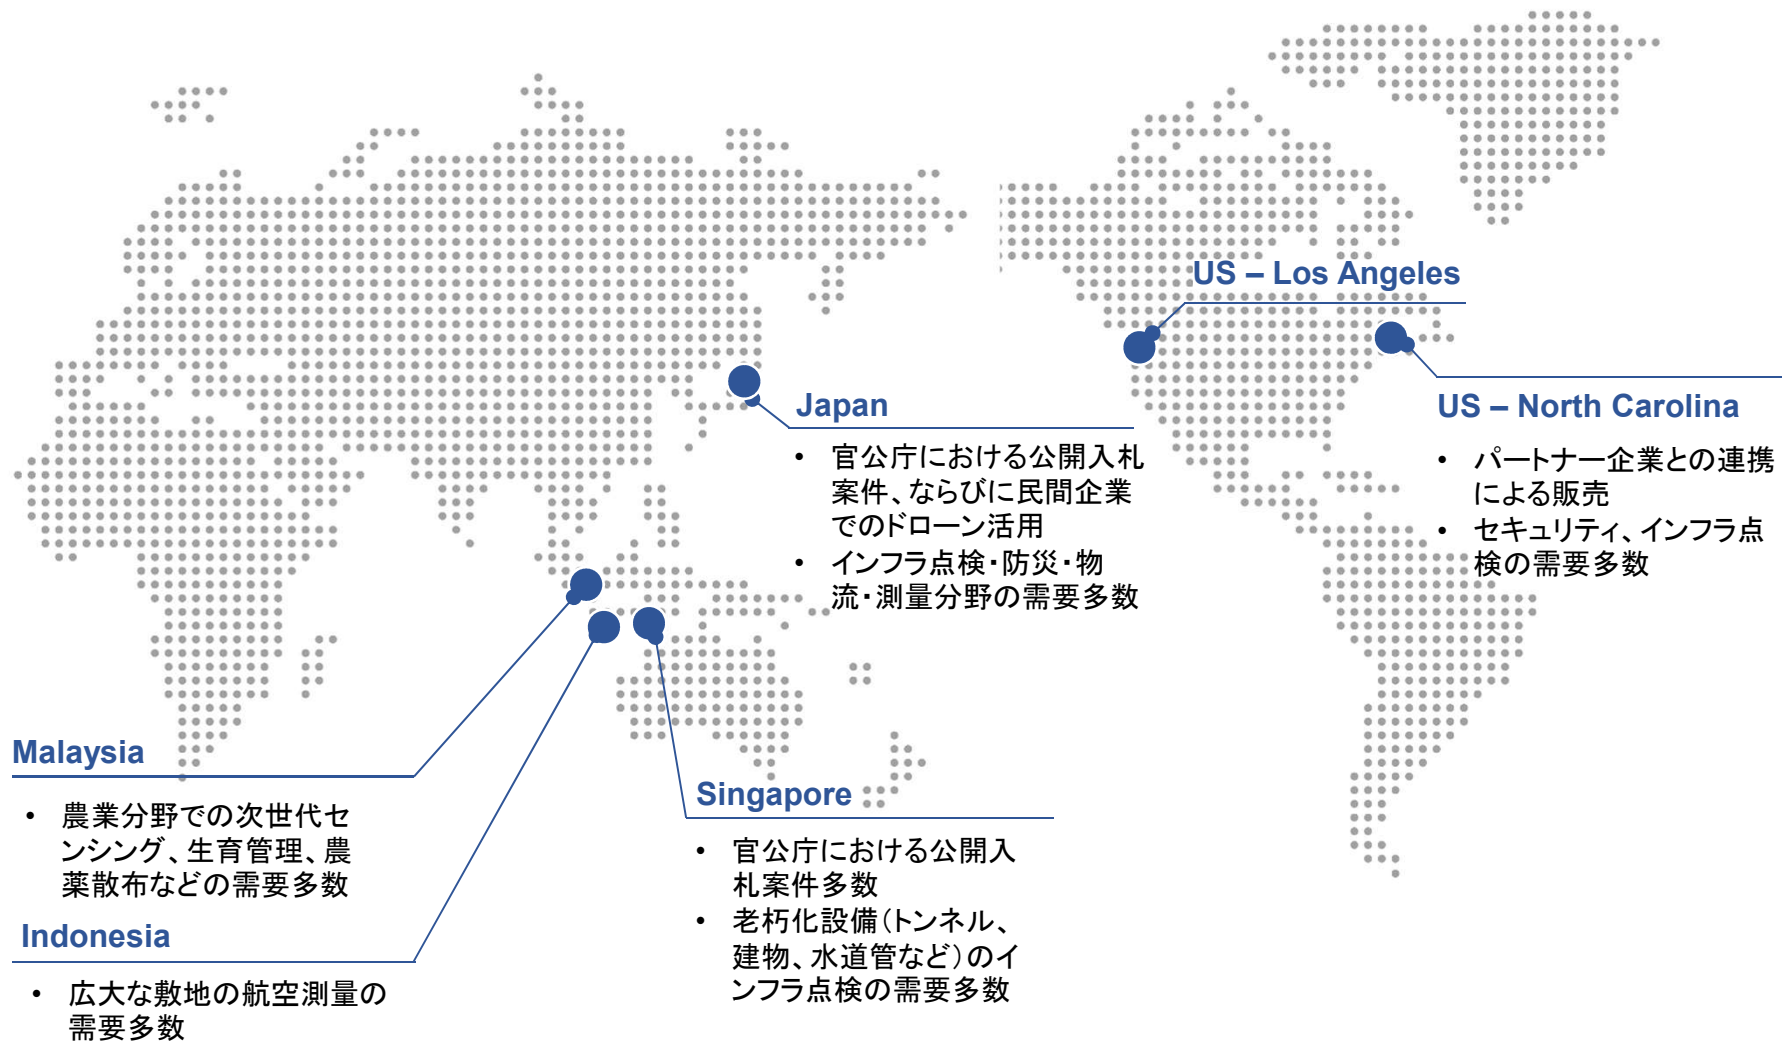 US – Los Angeles
Japan
• 官公庁における公開入札
案件、ならびに民間企業
でのドローン活用
• インフラ点検・防災・物
流・測量分野の需要多数
US – North Carolina
• パートナー企業との連携
による販売
• セキュリティ、インフラ点
検の需要多数
Malaysia
• 農業分野での次世代セ
ンシング、生育管理、農
薬散布などの需要多数
Indonesia
• 広大な敷地の航空測量の
需要多数
Singapore
• 官公庁における公開入
札案件多数
• 老朽化設備（トンネル、
建物、水道管など）のイ
ンフラ点検の需要多数